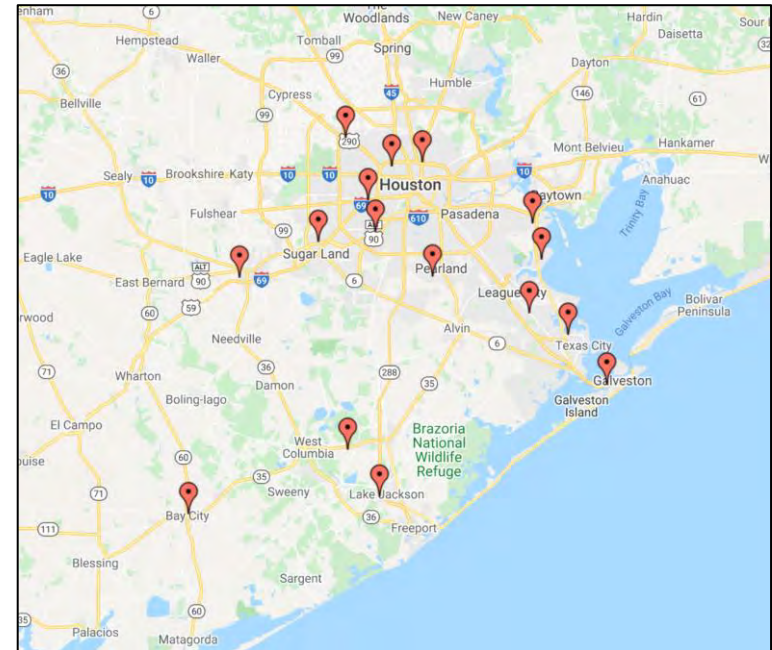 The
Woodlands
New Caney
Hardin
Daisetta
Sour
6
Hempstead
Tomball
99
Spring
Waller
Dayton
36
45
Humble
146
61
Bellville
Cypress
99
290
Mont Belvieu
Hankamer
10
Sealy
Brookshire
Katy
10
10
10
Anahuac
10
Houston
Baytown
Fulshear
69
610
Pasadena
Trinity Bay
99
ALT
90
Eagle Lake
Sugar Land
Pearland
East Bernard
ALT
90
69
6
League City
Galveston Bay
Bolivar
Peninsula
59
60
Needville
Alvin
6
Texas City
71
Wharton
36
Damon
288
35
Galveston
Galveston
Island
Boling-Iago
El Campo
Brazoria
National
Wildlife
Refuge
West
Columbia
60
35
Sweeny
Lake Jackson
71
Bay City
36
Freeport
111
Blessing
Sargent
60
35
Palacios
Matagorda